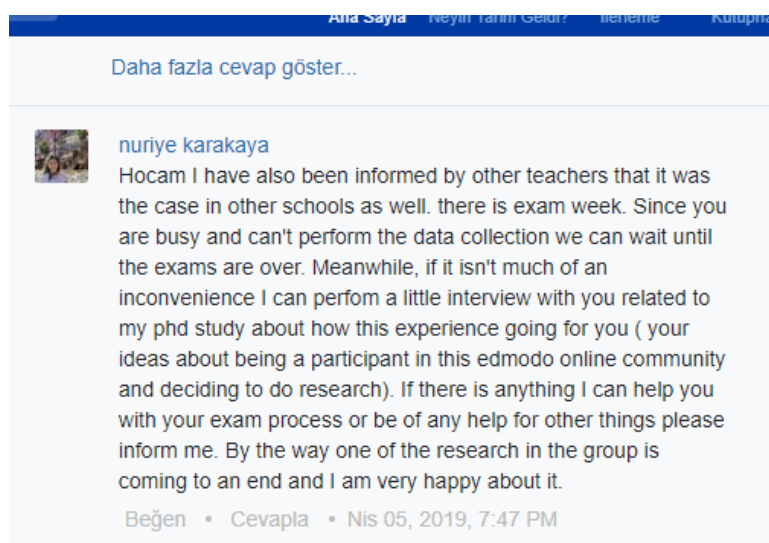 Ana Sayfa Neyin Tarihi Geldi? İlerleme
Daha fazla cevap göster...
nuriye karakaya
Hocam I have also been informed by other teachers that it was
the case in other schools as well. there is exam week. Since you
are busy and can't perform the data collection we can wait until
the exams are over. Meanwhile, if it isn't much of an
inconvenience I can perfom a little interview with you related to
my phd study about how this experience going for you ( your
ideas about being a participant in this edmodo online community
and deciding to do research). If there is anything I can help you
with your exam process or be of any help for other things please
inform me. By the way one of the research in the group is
coming to an end and I am very happy about it.
Beğen • Cevapla • Nis 05, 2019, 7:47 PM